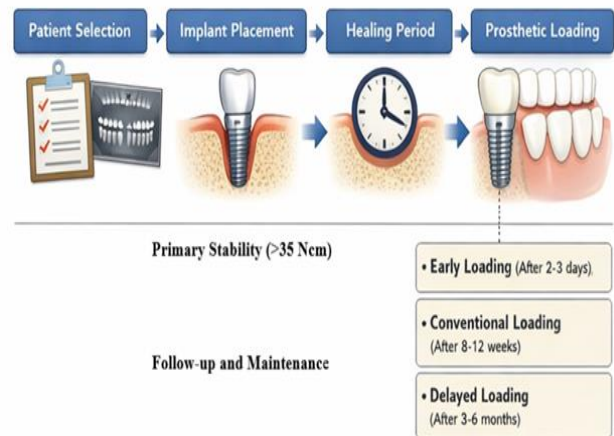 Patient Selection
Implant Placement
Healing Period
Prosthetic Loading
Primary Stability (>35 Ncm)
• Early Loading (After 2-3 days),
• Conventional Loading
(After 8-12 weeks)
Follow-up and Maintenance
• Delayed Loading
(After 3-6 months)